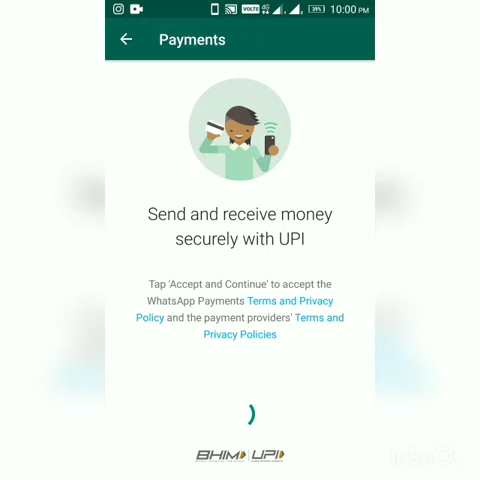 VOLTE 4G 39% 10:00 PM
Payments
Send and receive money
securely with UPI
Tap 'Accept and Continue' to accept the
WhatsApp Payments Terms and Privacy
Policy and the payment providers' Terms and
Privacy Policies
BHIM UPI